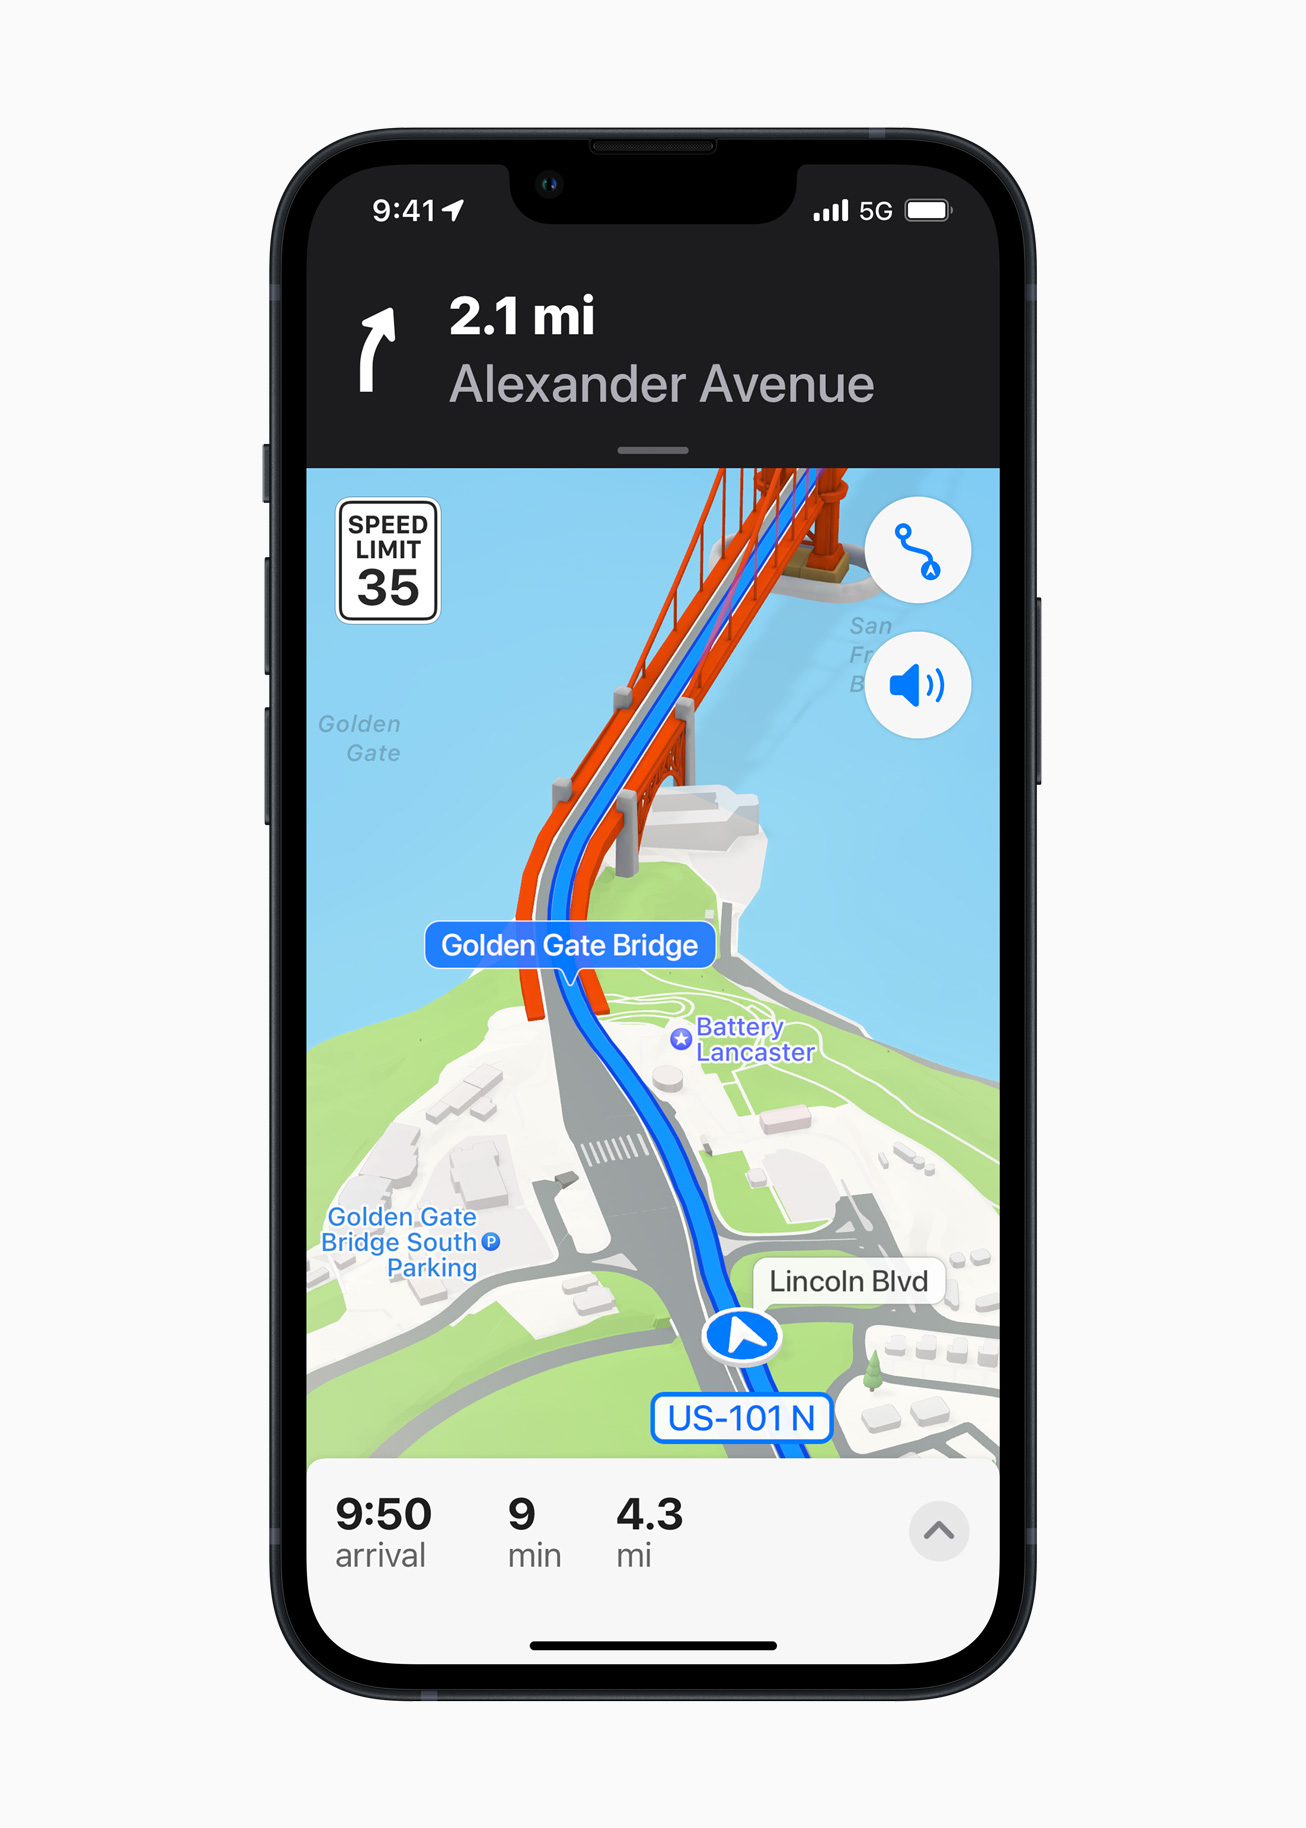 9:41
5G
2.1 mi
Alexander Avenue
SPEED
LIMIT
35
San
Fr
B
Golden
Gate
Golden Gate Bridge
Battery
Lancaster
Golden Gate
Bridge South
P
Parking
Lincoln Blvd
US-101 N
9:50 9 4.3
arrival min mi